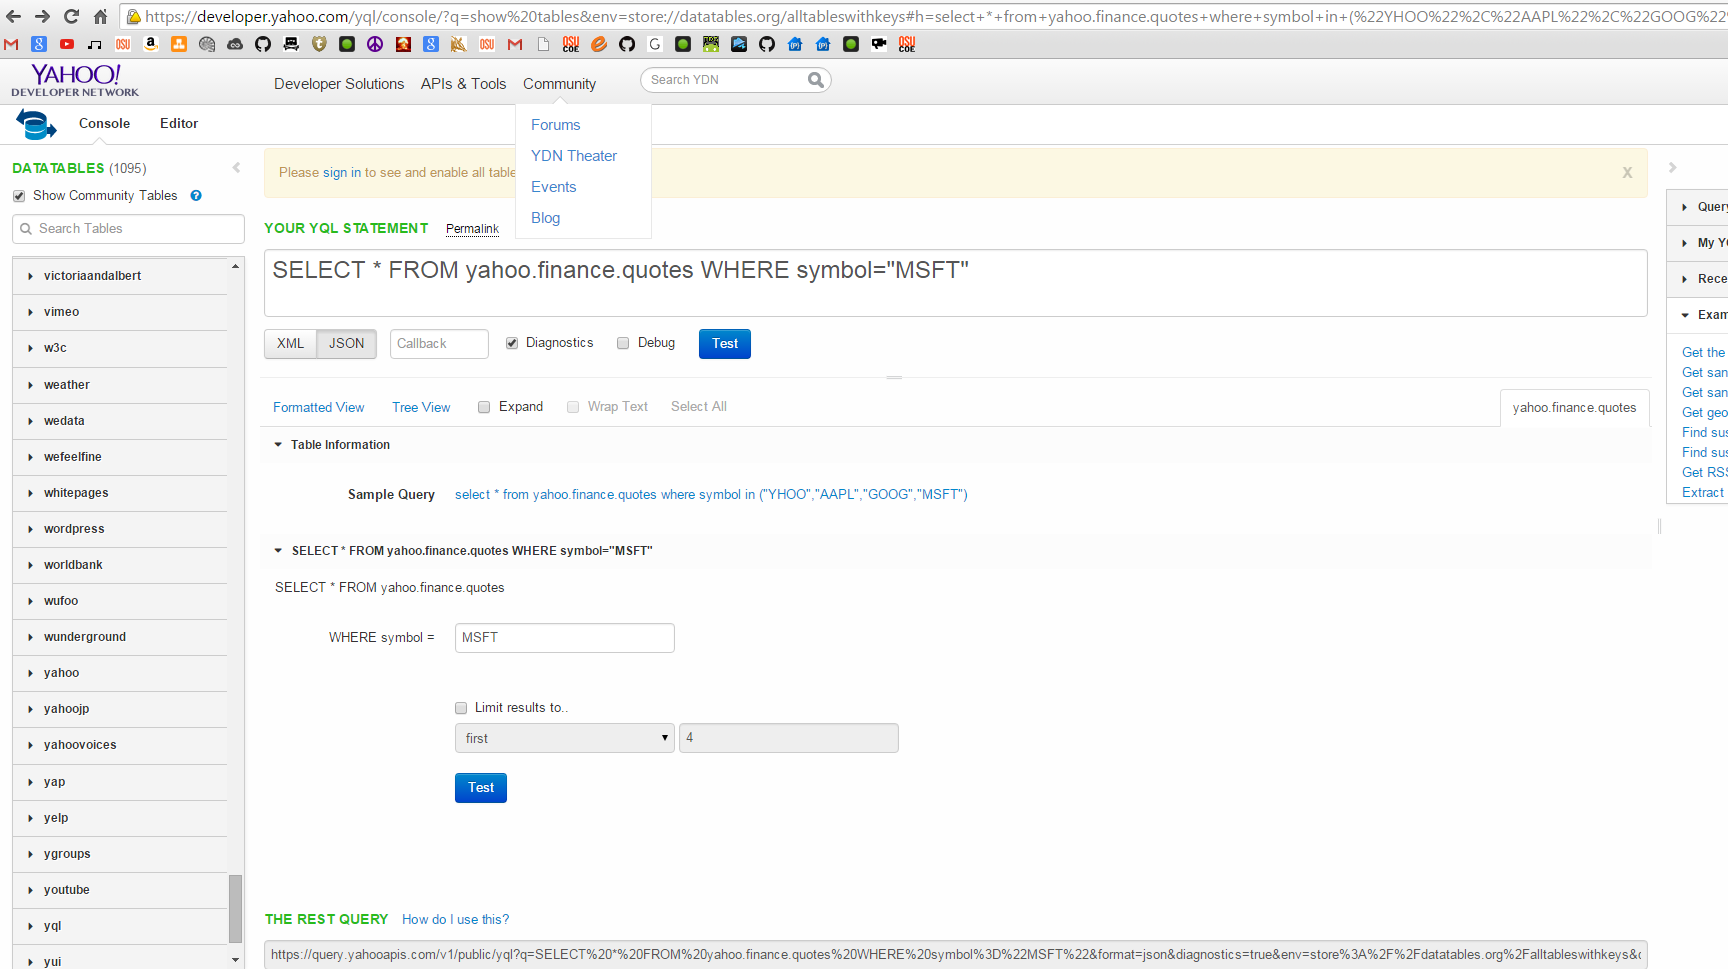 https://developer.yahoo.com/yql/console/?q=show%20tables&env=store://datatables.org/alltableswithkeys#h=select+*+from+yahoo.finance.quotes+where+symbol+in+(%22YHOO%22%2C%22AAPL%22%2C%22GOOG%22%
YAHOO!
DEVELOPER NETWORK
Developer Solutions APIs & Tools Community Search YDN
Console Editor
Forums
YDN Theater
Events
Blog
DATATABLES (1095)
Show Community Tables ?
Search Tables
victoriaandalbert
vimeo
w3c
weather
wedata
wefeelfine
whitepages
wordpress
worldbank
wufoo
wunderground
yahoo
yahoojp
yahoovoices
yap
yelp
ygroups
youtube
yql
yui
Please sign in to see and enable all table
X
YOUR YQL STATEMENT Permalink
SELECT * FROM yahoo.finance.quotes WHERE symbol="MSFT"
XML JSON Callback Diagnostics Debug Test
Formatted View Tree View Expand Wrap Text Select All yahoo.finance.quotes
Table Information
Sample Query select * from yahoo.finance.quotes where symbol in ("YHOO","AAPL","GOOG","MSFT")
SELECT * FROM yahoo.finance.quotes WHERE symbol="MSFT"
SELECT * FROM yahoo.finance.quotes
WHERE symbol = MSFT
Limit results to..
first 4
Test
THE REST QUERY How do I use this?
https://query.yahooapis.com/v1/public/yql?q=SELECT%20*%20FROM%20yahoo.finance.quotes%20WHERE%20symbol%3D%22MSFT%22&format=json&diagnostics=true&env=store%3A%2F%2Fdatatables.org%2Falltableswithkeys&c
Query
My Y
Rece
Exam
Get the
Get san
Get san
Get geo
Find sus
Find sus
Get RSS
Extract